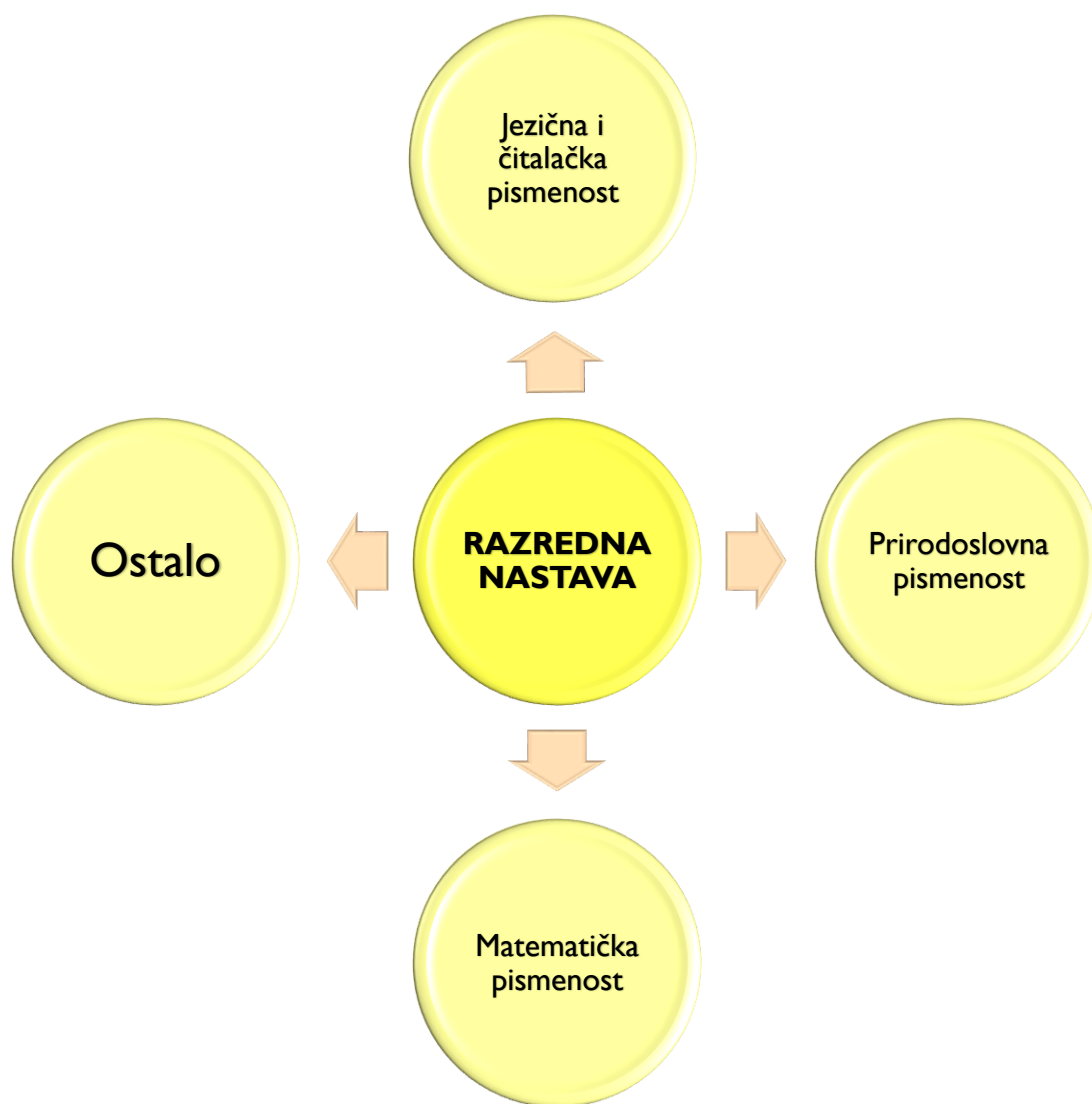 Jezična i
čitalačka
pismenost
Ostalo
RAZREDNA
NASTAVA
Prirodoslovna
pismenost
Matematička
pismenost